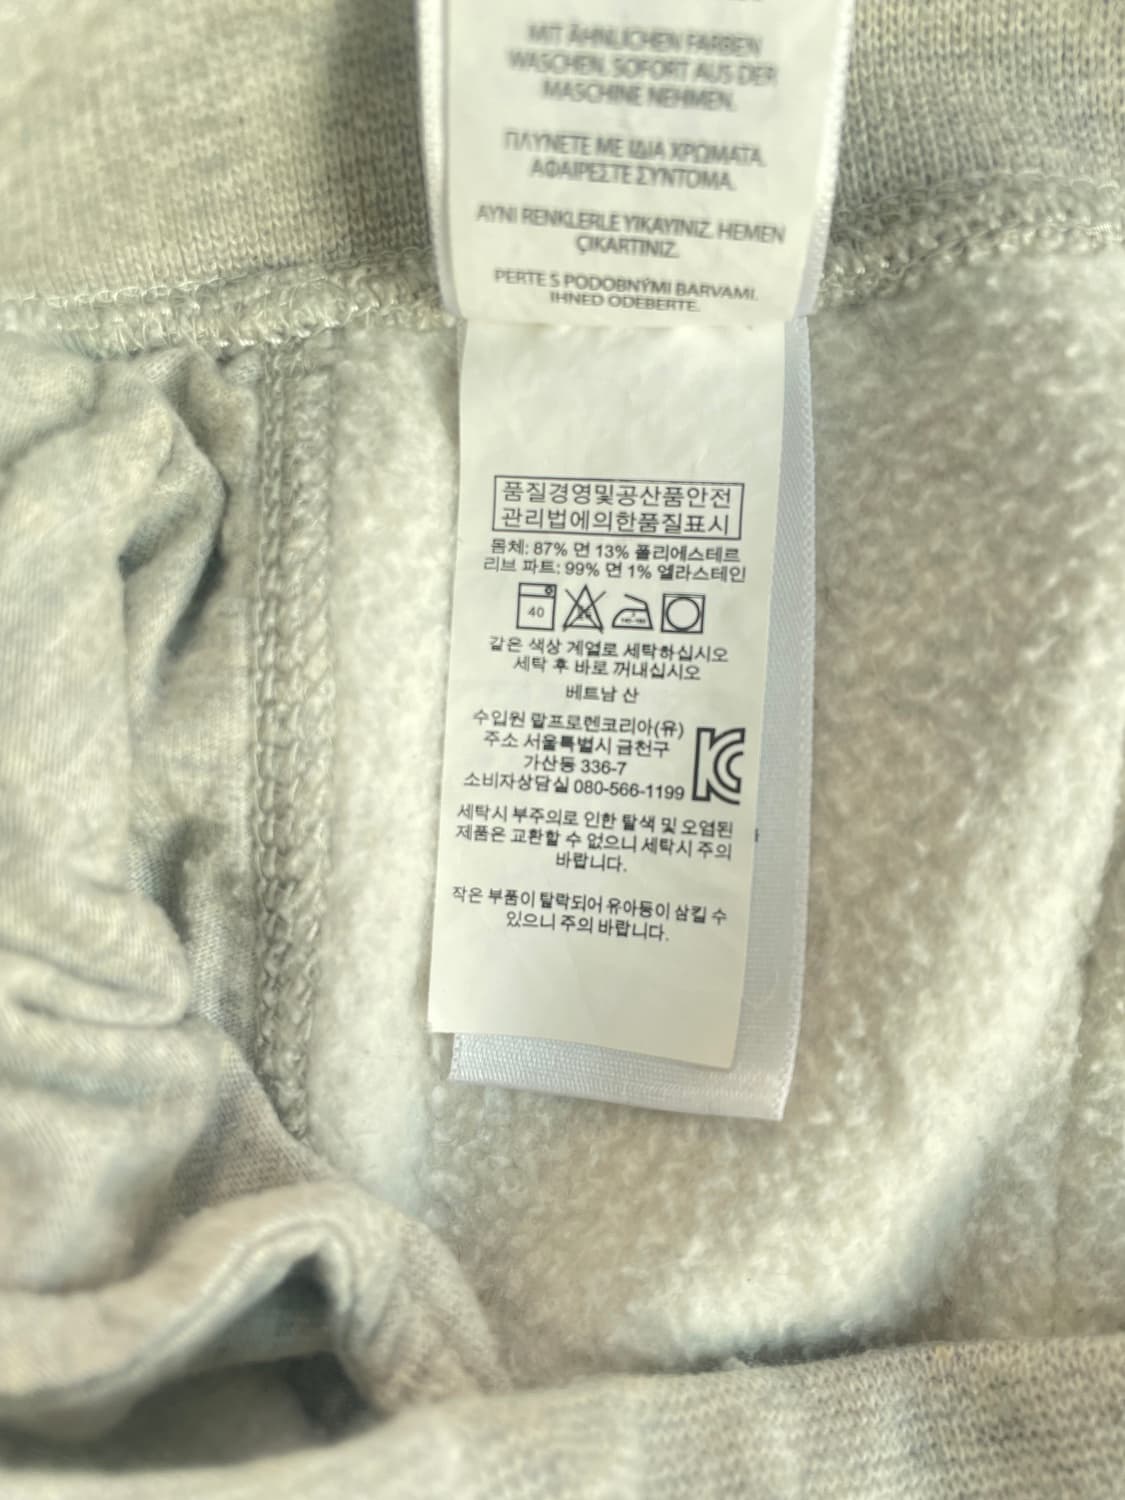 MIT ÄHNLICHEN FARBEN
WASCHEN. SOFORT AUS DER
MASCHINE NEHMEN.
ΠΛΥΝΕΤΕ ΜΕ ΙΔΙΑ ΧΡΩΜΑΤΑ.
ΑΦΑΙΡΕΣΤΕ ΣΥΝΤΟΜΑ.
AYNI RENKLERLE YIKAYINIZ. HEMEN
ÇIKARTINIZ.
PERTE S PODOBNÝMI BARVAMI.
IHNED ODEBERTE.
품질경영및공산품안전
관리법에의한품질표시
몸체: 87% 면 13% 폴리에스테르
리브 파트: 99% 면 1% 엘라스테인
40
같은 색상 계열로 세탁하십시오
세탁 후 바로 꺼내십시오
베트남 산
수입원 랄프로렌코리아(유)
주소 서울특별시 금천구
가산동 336-7
소비자상담실 080-566-1199
세탁시 부주의로 인한 탈색 및 오염된
제품은 교환할 수 없으니 세탁시 주의
바랍니다.
작은 부품이 탈락되어 유아등이 삼킬 수
있으니 주의 바랍니다.